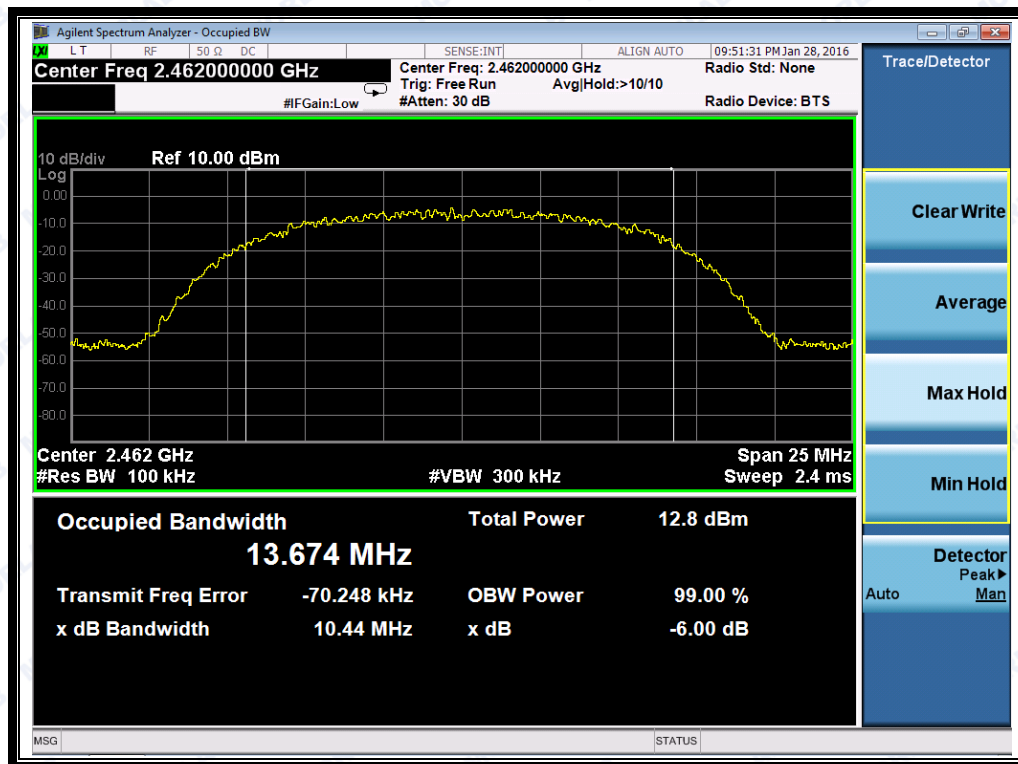 Agilent Spectrum Analyzer - Occupied BW
LXI LT RF 50 Ω DC SENSE:INT ALIGN AUTO 09:51:31 PM Jan 28, 2016
Center Freq 2.462000000 GHz Center Freq: 2.462000000 GHz Radio Std: None
Trig: Free Run Avg|Hold:>10/10
#IFGain:Low #Atten: 30 dB Radio Device: BTS
Trace/Detector
10 dB/div Ref 10.00 dBm
Log
0.00
-10.0
-20.0
-30.0
-40.0
-50.0
-60.0
-70.0
-80.0
Center 2.462 GHz Span 25 MHz
#Res BW 100 kHz #VBW 300 kHz Sweep 2.4 ms
Occupied Bandwidth Total Power 12.8 dBm
13.674 MHz
Transmit Freq Error -70.248 kHz OBW Power 99.00 %
x dB Bandwidth 10.44 MHz x dB -6.00 dB
Clear Write
Average
Max Hold
Min Hold
Detector
Peak▶
Auto Man
MSG STATUS